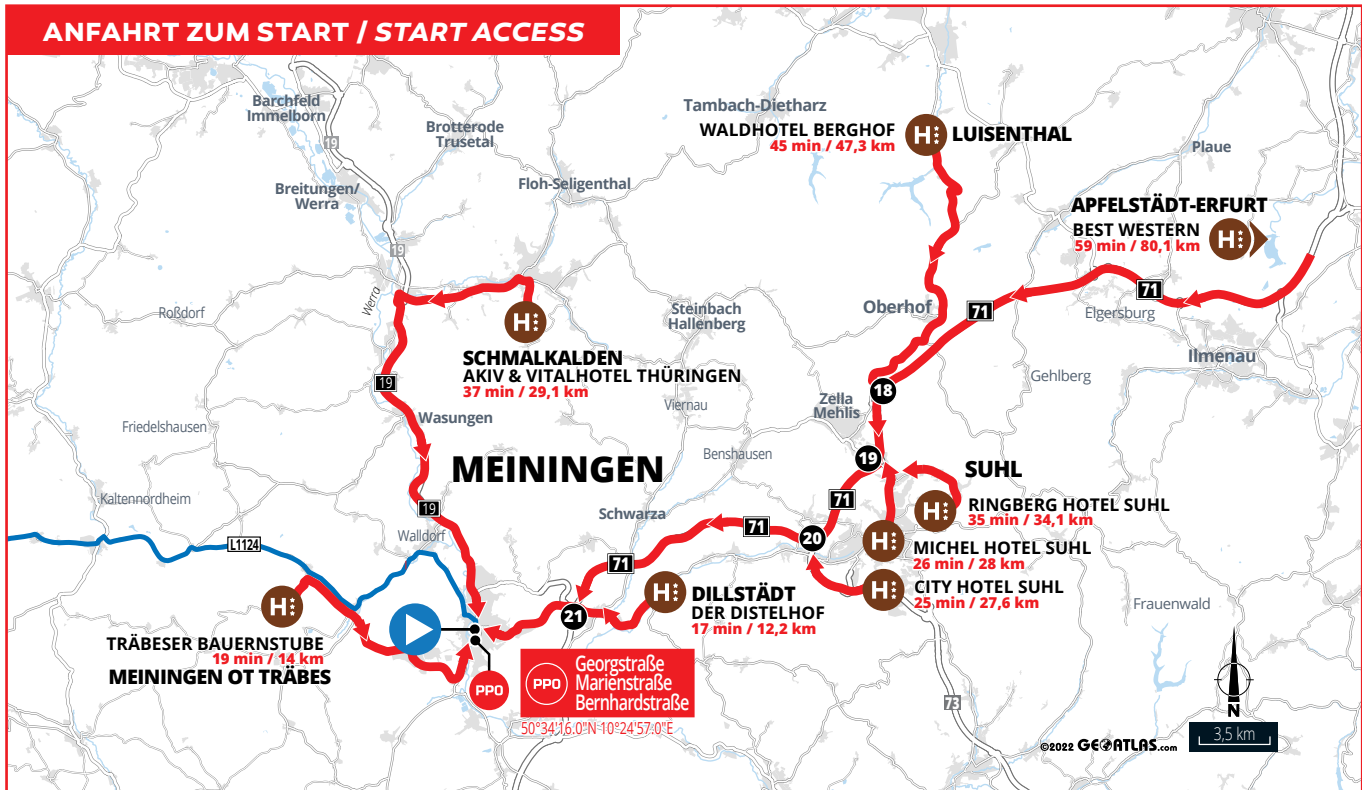 ANFAHRT ZUM START / START ACCESS
Barchfeld
Immelborn
19
Brotterode
Trusetal
Tambach-Dietharz
WALDHOTEL BERGHOF
45 min / 47,3 km
H
LUISENTHAL
Plaue
Breitungen/
Werra
Floh-Seligenthal
APFELSTÄDT-ERFURT
BEST WESTERN
59 min / 80,1 km
H
19
Werra
Roßdorf
H
Steinbach
Hallenberg
Oberhof
71
71
Elgersburg
SCHMALKALDEN
AKIV & VITALHOTEL THÜRINGEN
37 min / 29,1 km
Ilmenau
Gehlberg
19
Wasungen
Viernau
Zella
Mehlis
18
Friedelshausen
MEININGEN
Benshausen
19
SUHL
Kaltennordheim
19
Schwarza
71
71
H
RINGBERG HOTEL SUHL
35 min / 34,1 km
L1124
Walldorf
20
H
MICHEL HOTEL SUHL
26 min / 28 km
71
H
CITY HOTEL SUHL
25 min / 27,6 km
H
H
DILLSTÄDT
DER DISTELHOF
17 min / 12,2 km
21
Frauenwald
TRÄBESER BAUERNSTUBE
19 min / 14 km
MEININGEN OT TRÄBES
PPO
PPO
Georgstraße
Marienstraße
Bernhardstraße
50°34'16.0"N 10°24'57.0"E
73
N
3,5 km
©2022 GEOATLAS.com